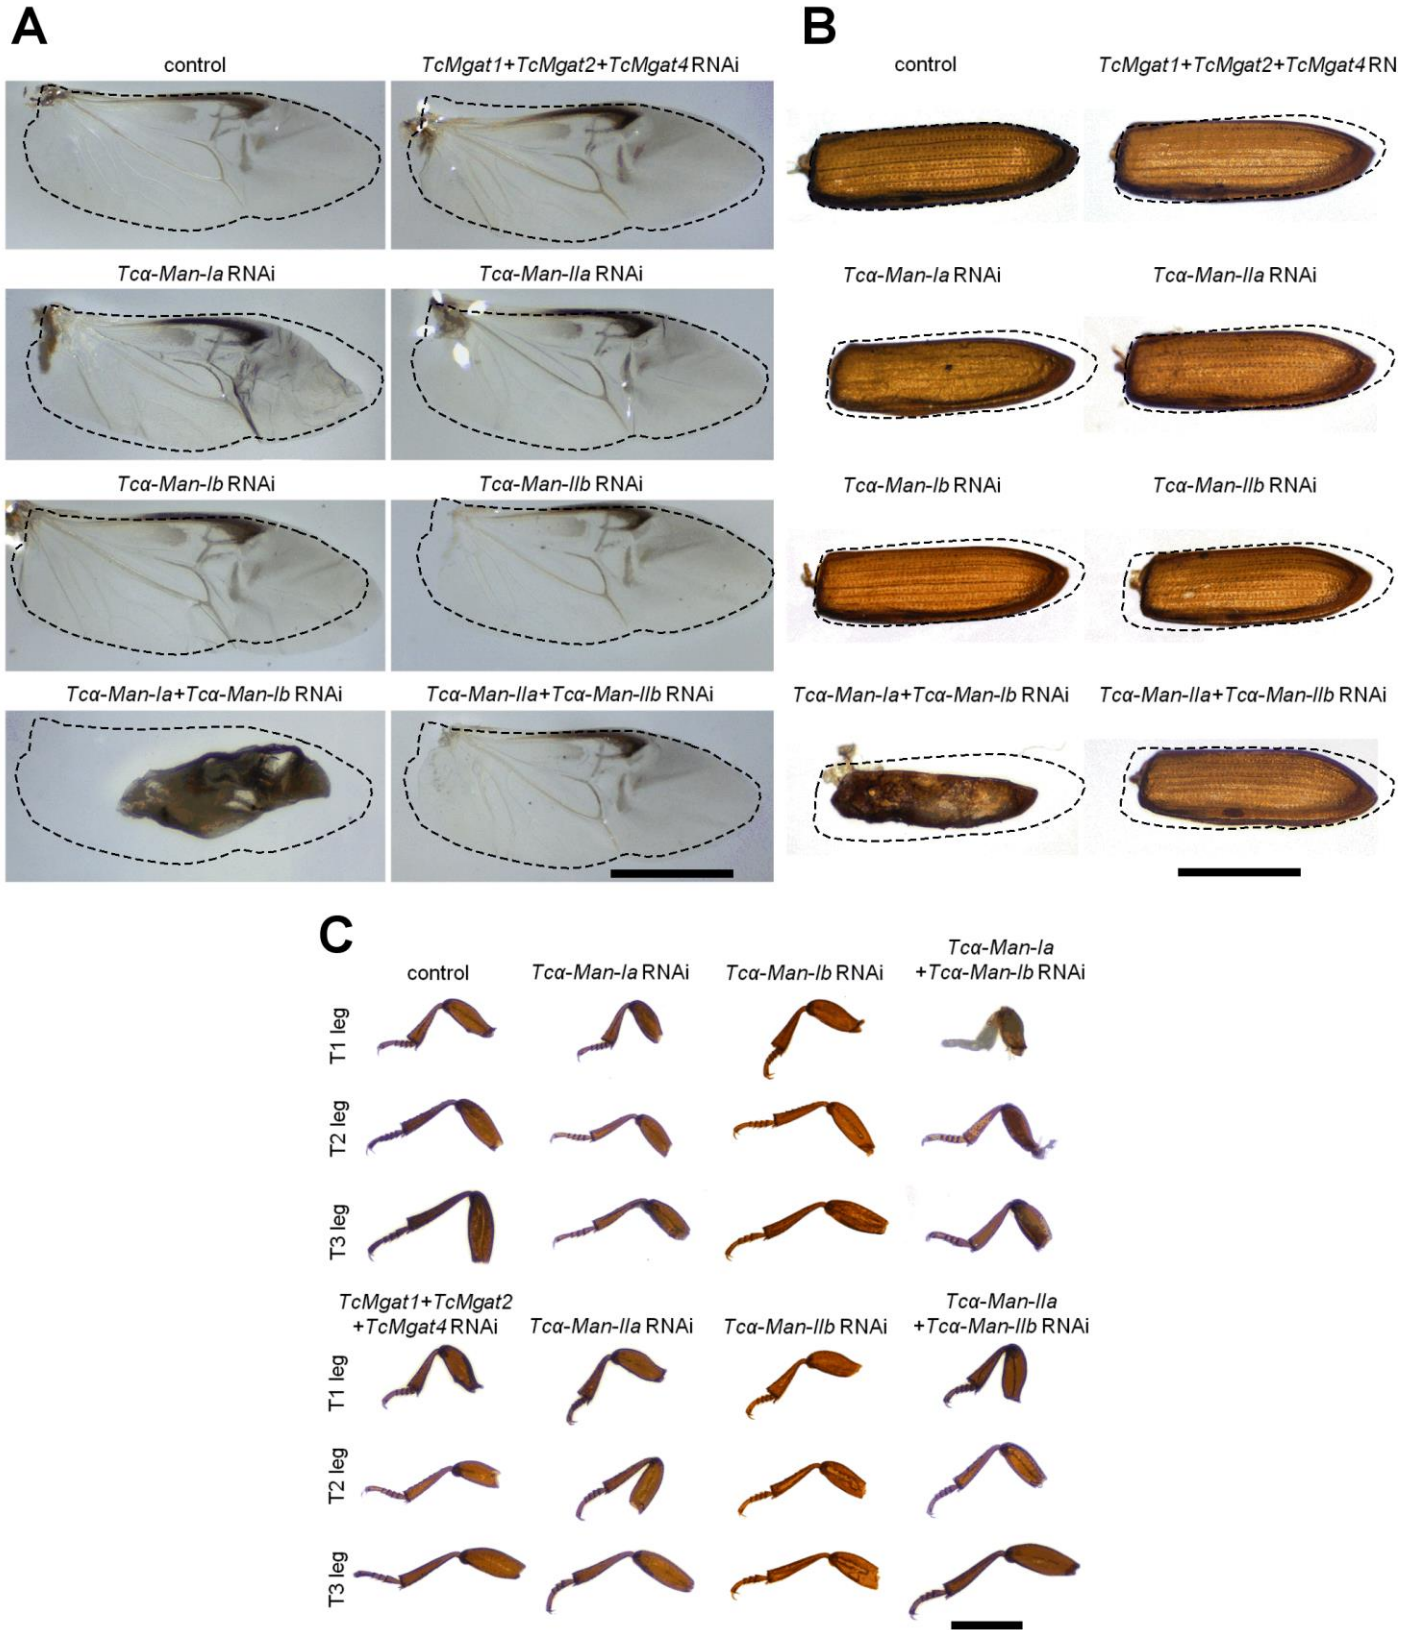 A
B
control
TcMgat1+TcMgat2+TcMgat4 RNAi
control
TcMgat1+TcMgat2+TcMgat4 RN
Tcα-Man-Ia RNAi
Tcα-Man-IIa RNAi
Tcα-Man-Ia RNAi
Tcα-Man-IIa RNAi
Tcα-Man-Ib RNAi
Tcα-Man-IIb RNAi
Tcα-Man-Ib RNAi
Tcα-Man-IIb RNAi
Tcα-Man-Ia+Tcα-Man-Ib RNAi
Tcα-Man-IIa+Tcα-Man-IIb RNAi
Tcα-Man-Ia+Tcα-Man-Ib RNAi
Tcα-Man-IIa+Tcα-Man-IIb RNAi
C
control
Tcα-Man-Ia RNAi
Tcα-Man-Ib RNAi
Tcα-Man-Ia
+Tcα-Man-Ib RNAi
T1 leg
T2 leg
T3 leg
TcMgat1+TcMgat2
+TcMgat4 RNAi
Tcα-Man-IIa RNAi
Tcα-Man-IIb RNAi
Tcα-Man-IIa
+Tcα-Man-IIb RNAi
T1 leg
T2 leg
T3 leg